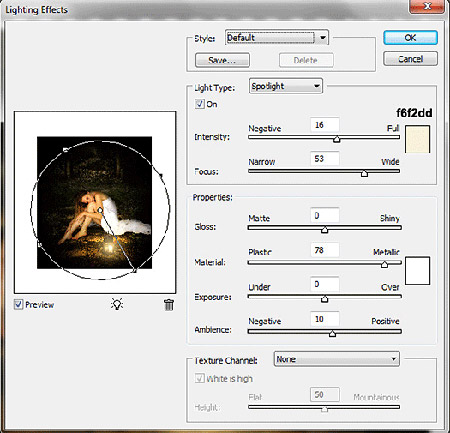 Lighting Effects
Style: Default
OK
Save... Delete
Cancel
Light Type: Spotlight
On
f6f2dd
Negative 16 Full
Intensity:
Narrow 53 Wide
Focus:
Properties:
Matte 0 Shiny
Gloss:
Plastic 78 Metallic
Material:
Under 0 Over
Exposure:
Negative 10 Positive
Ambience:
Preview
Texture Channel: None
White is high
Flat 50 Mountainous
Height: